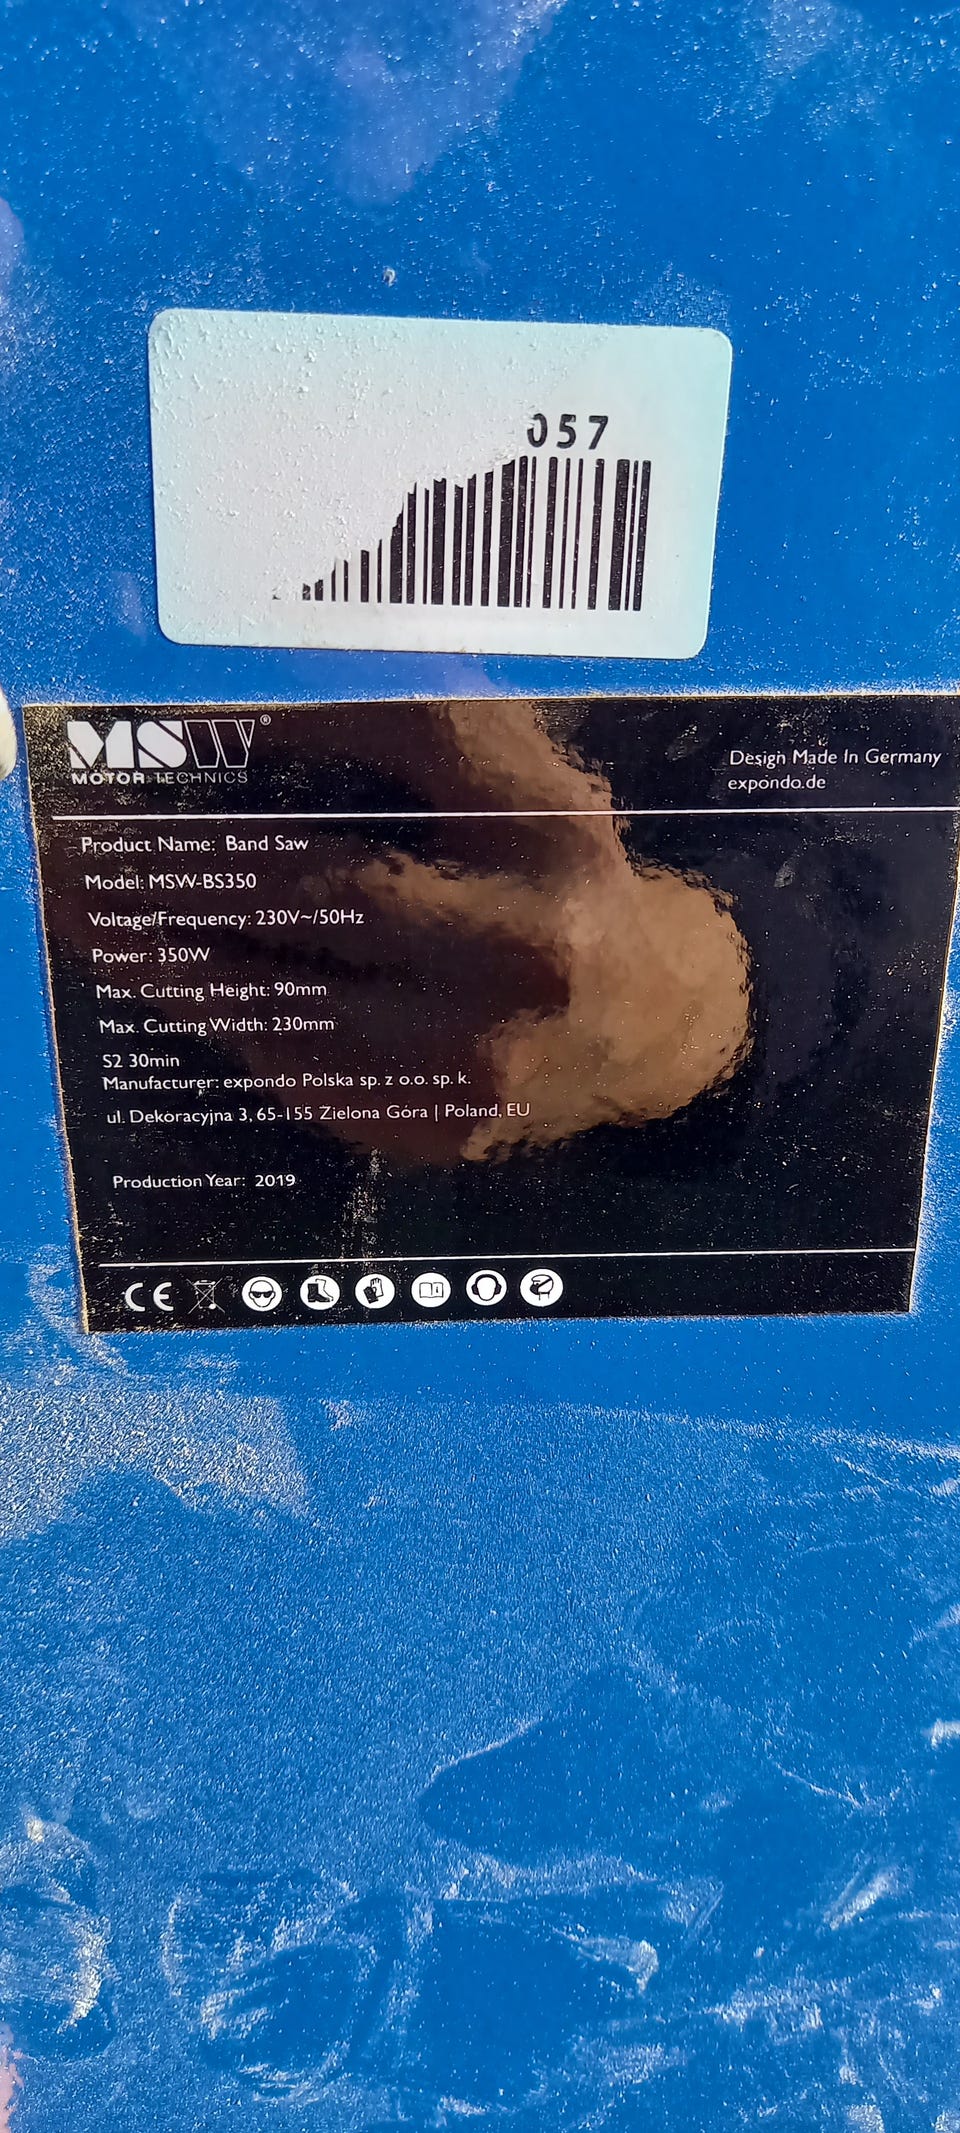 057
MSW®
MOTOR TECHNICS
Design Made In Germany
expondo.de
Product Name: Band Saw
Model: MSW-BS350
Voltage/Frequency: 230V~/50Hz
Power: 350W
Max. Cutting Height: 90mm
Max. Cutting Width: 230mm
S2 30min
Manufacturer: expondo Polska sp. z o.o. sp. k.
ul. Dekoracyjna 3, 65-155 Zielona Góra | Poland, EU
Production Year: 2019
CE